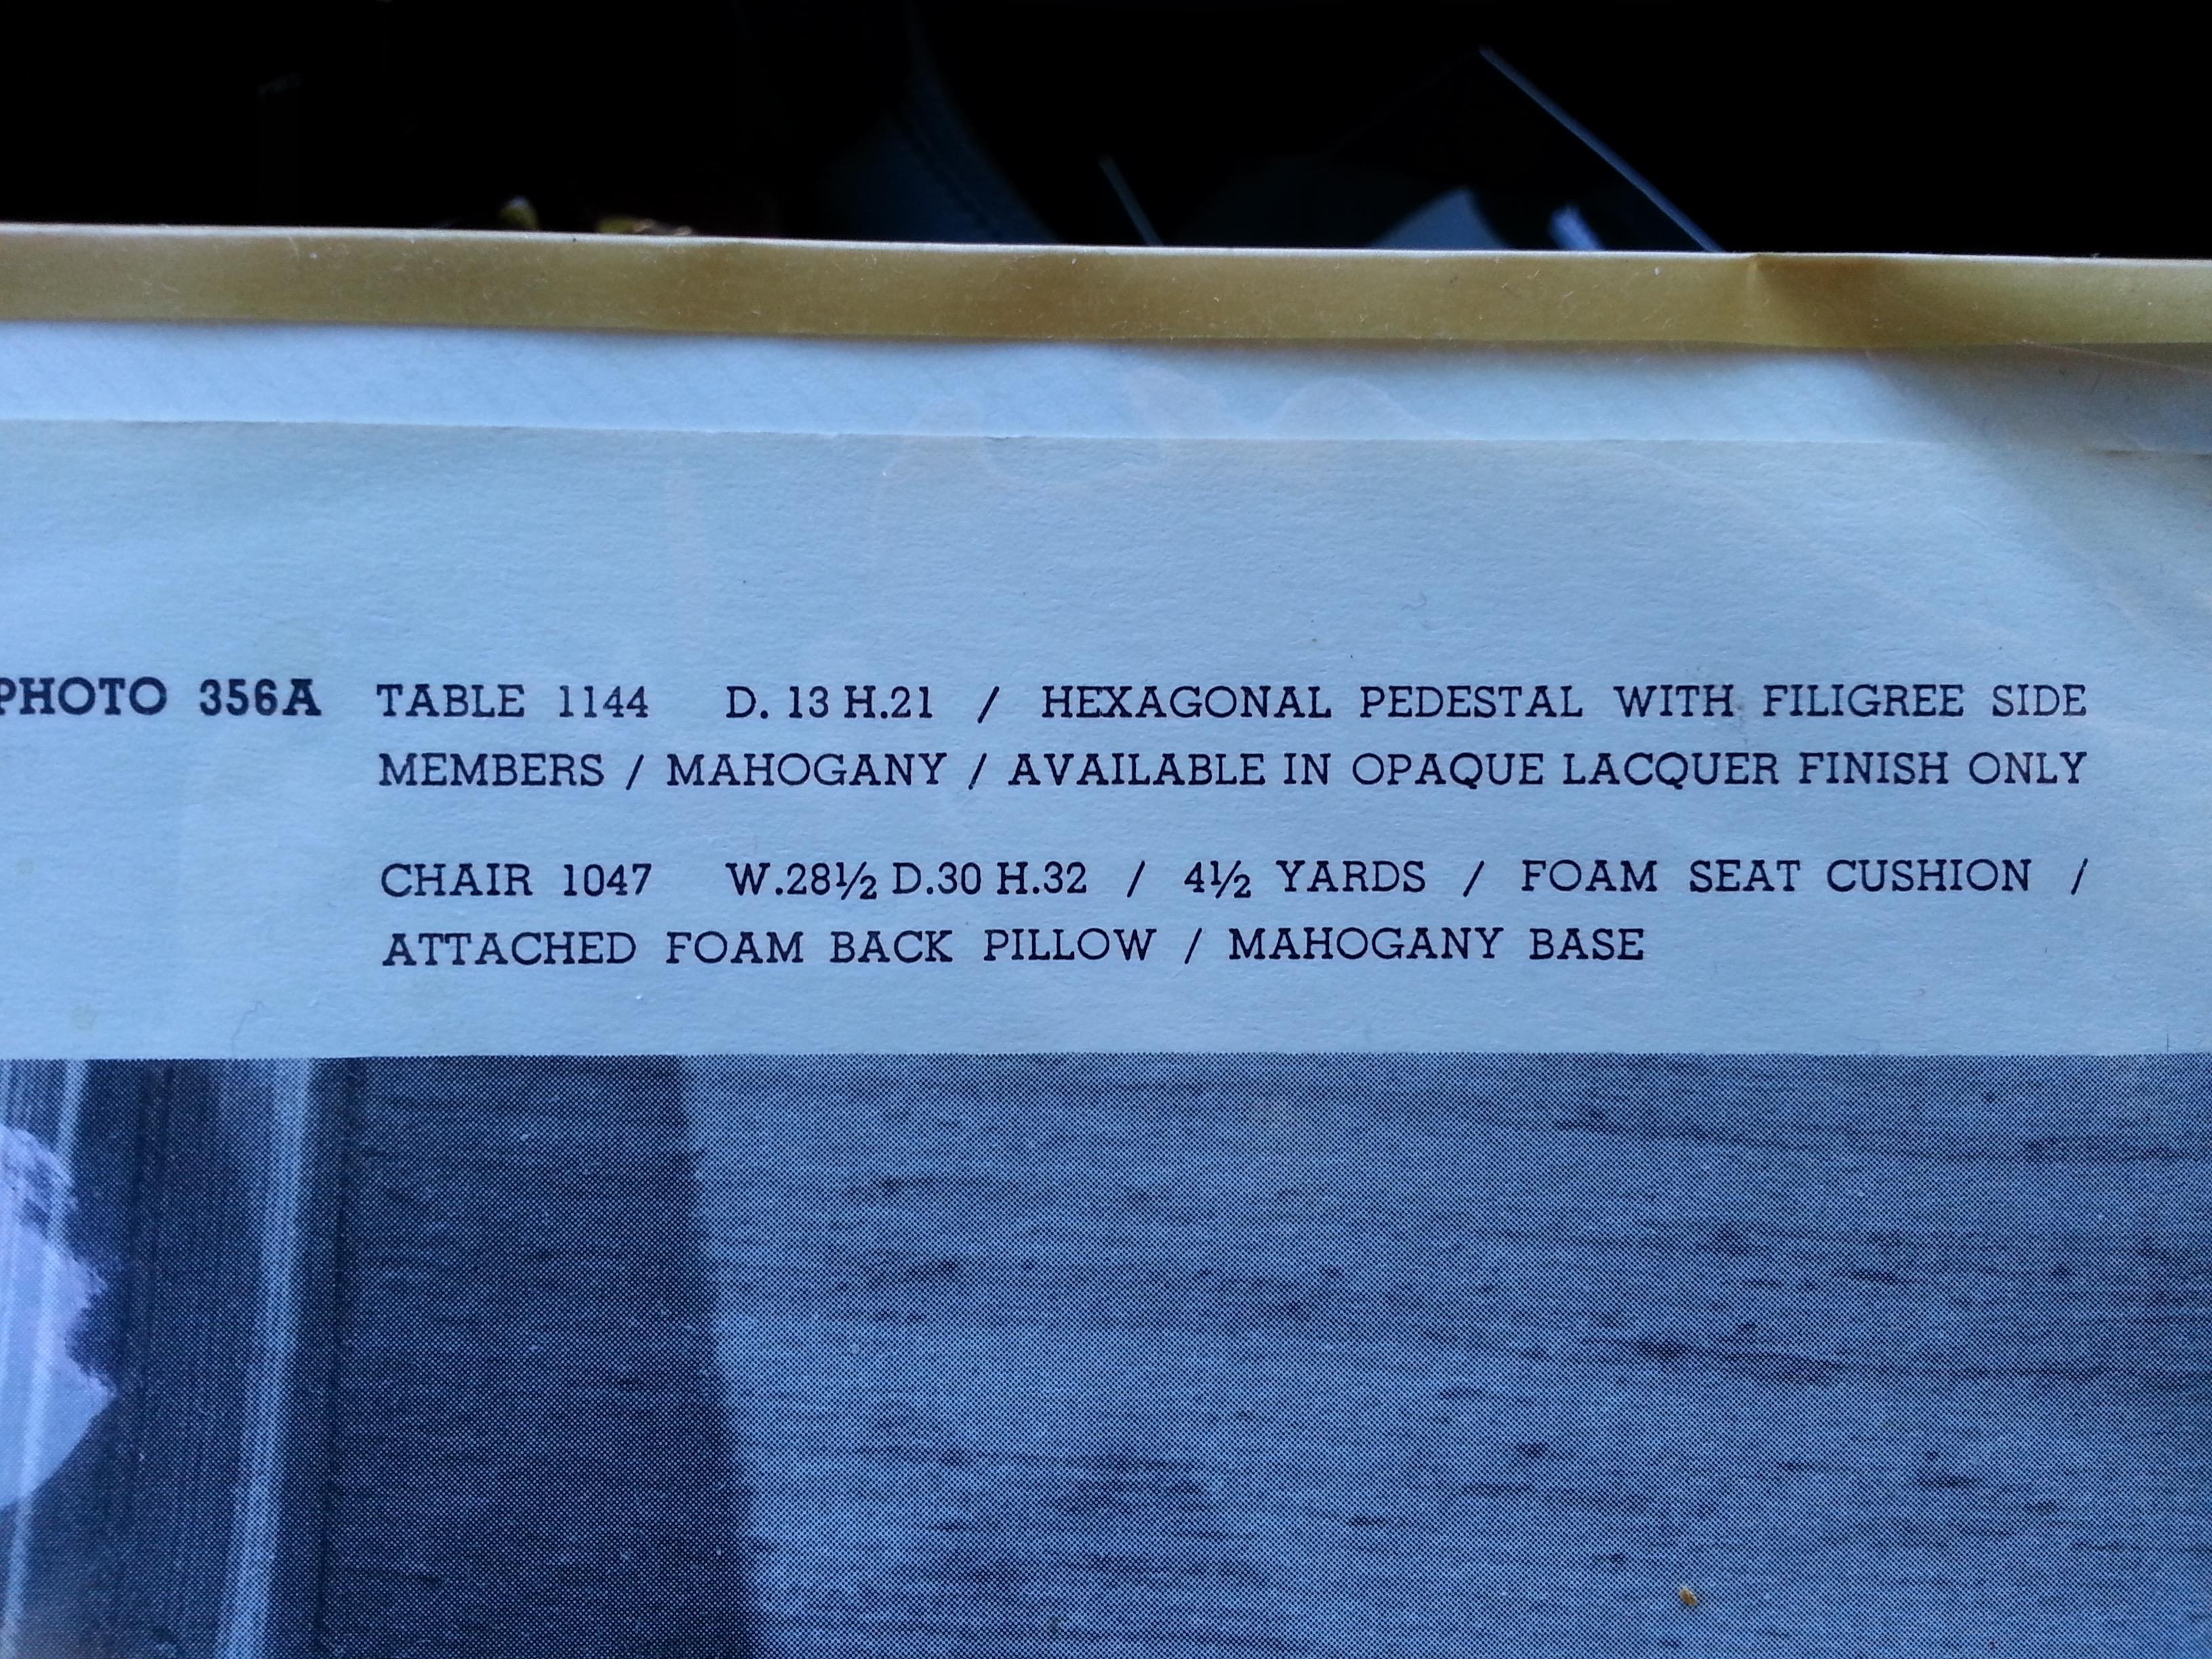 PHOTO 356A TABLE 1144 D. 13 H.21 / HEXAGONAL PEDESTAL WITH FILIGREE SIDE
MEMBERS / MAHOGANY / AVAILABLE IN OPAQUE LACQUER FINISH ONLY
CHAIR 1047 W.28½ D.30 H.32 / 4½ YARDS / FOAM SEAT CUSHION /
ATTACHED FOAM BACK PILLOW / MAHOGANY BASE